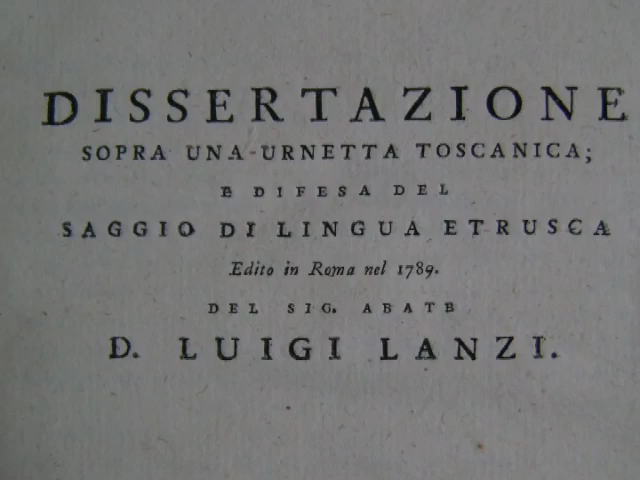 DISSERTAZIONE
SOPRA UNA-URNETTA TOSCANICA;
E DIFESA DEL
SAGGIO DI LINGUA ETRUSCA
Edito in Roma nel 1789.
DEL SIG. ABATE
D. LUIGI LANZI.